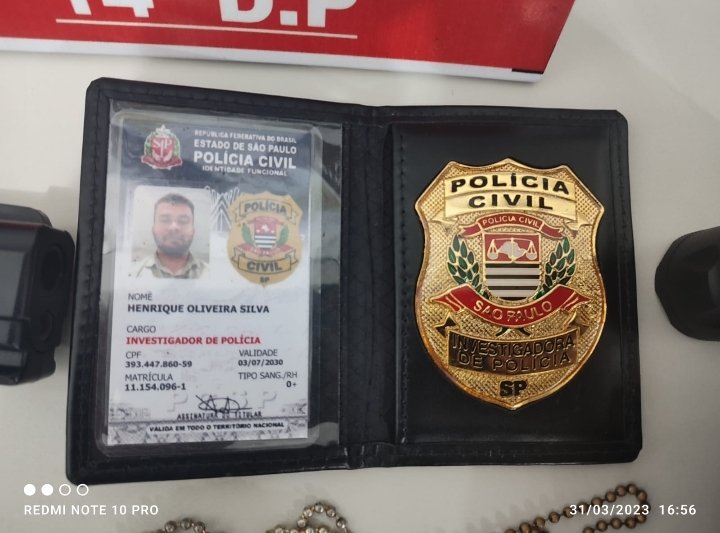 14º D.P
REPÚBLICA FEDERATIVA DO BRASIL
ESTADO DE SÃO PAULO
POLÍCIA CIVIL
IDENTIDADE FUNCIONAL
POLÍCIA
CIVIL
SP
NOME
HENRIQUE OLIVEIRA SILVA
CARGO
INVESTIGADOR DE POLÍCIA
CPF
393.447.860-59
VALIDADE
03/07/2030
MATRÍCULA
11.154.096-1
TIPO SANG./RH
O+
ASSINATURA DO TITULAR
VÁLIDA EM TODO O TERRITÓRIO NACIONAL
POLÍCIA
CIVIL
POLÍCIA CIVIL
SÃO PAULO
INVESTIGADORA
DE POLÍCIA
SP
REDMI NOTE 10 PRO
31/03/2023 16:56